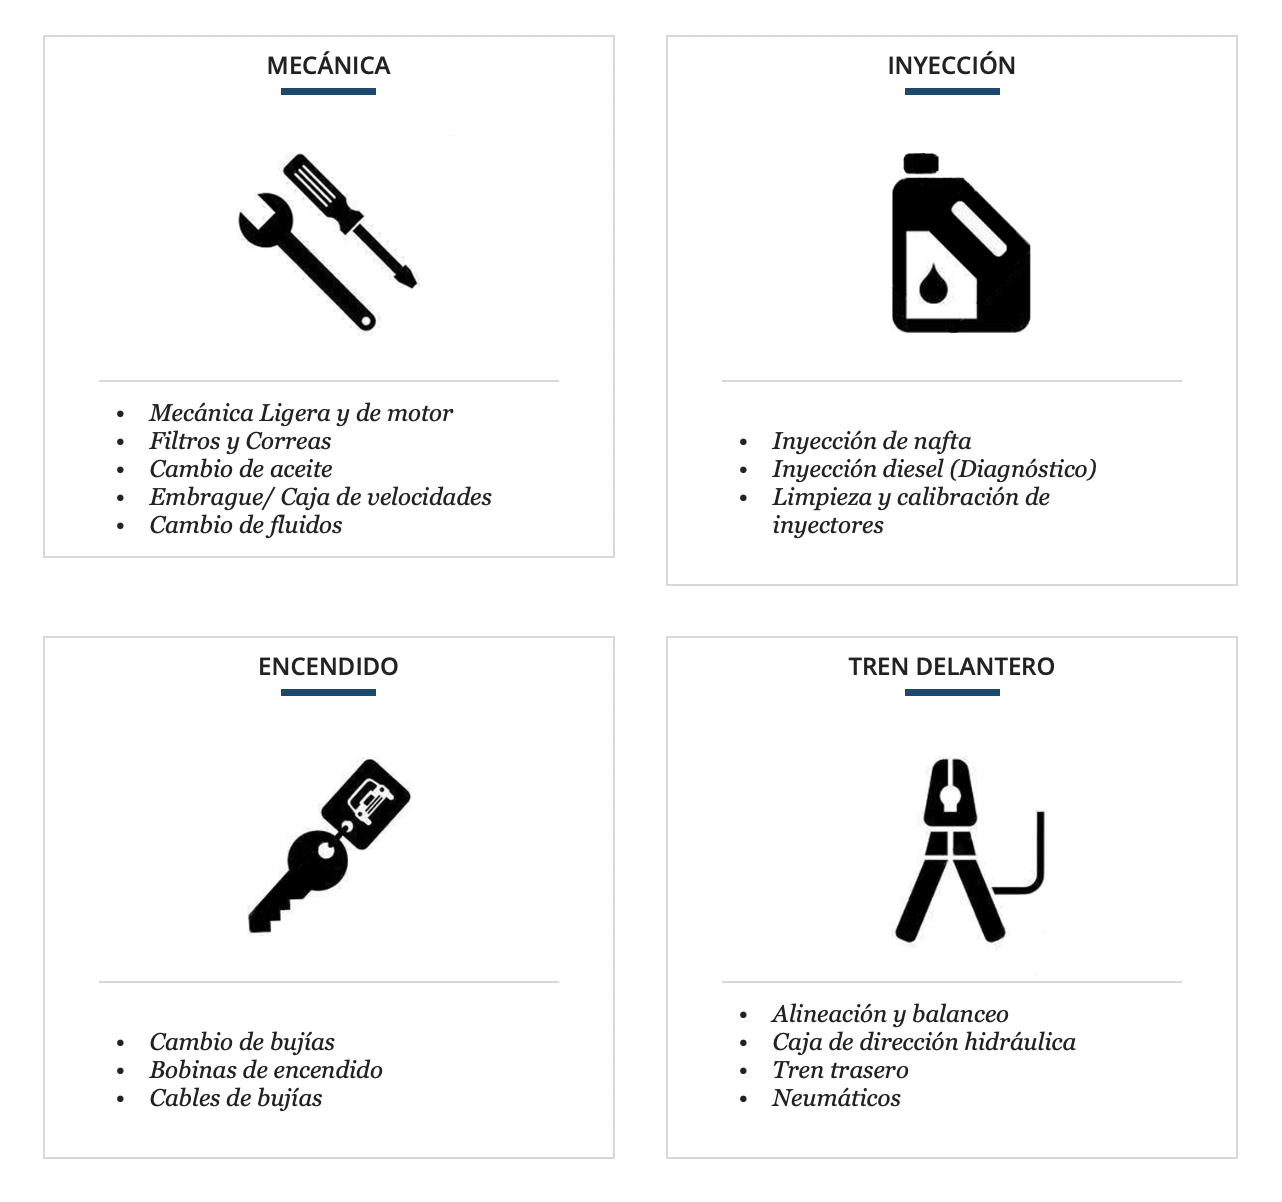 MECÁNICA
• Mecánica Ligera y de motor
• Filtros y Correas
• Cambio de aceite
• Embrague/ Caja de velocidades
• Cambio de fluidos
INYECCIÓN
• Inyección de nafta
• Inyección diesel (Diagnóstico)
• Limpieza y calibración de
inyectores
ENCENDIDO
• Cambio de bujías
• Bobinas de encendido
• Cables de bujías
TREN DELANTERO
• Alineación y balanceo
• Caja de dirección hidráulica
• Tren trasero
• Neumáticos